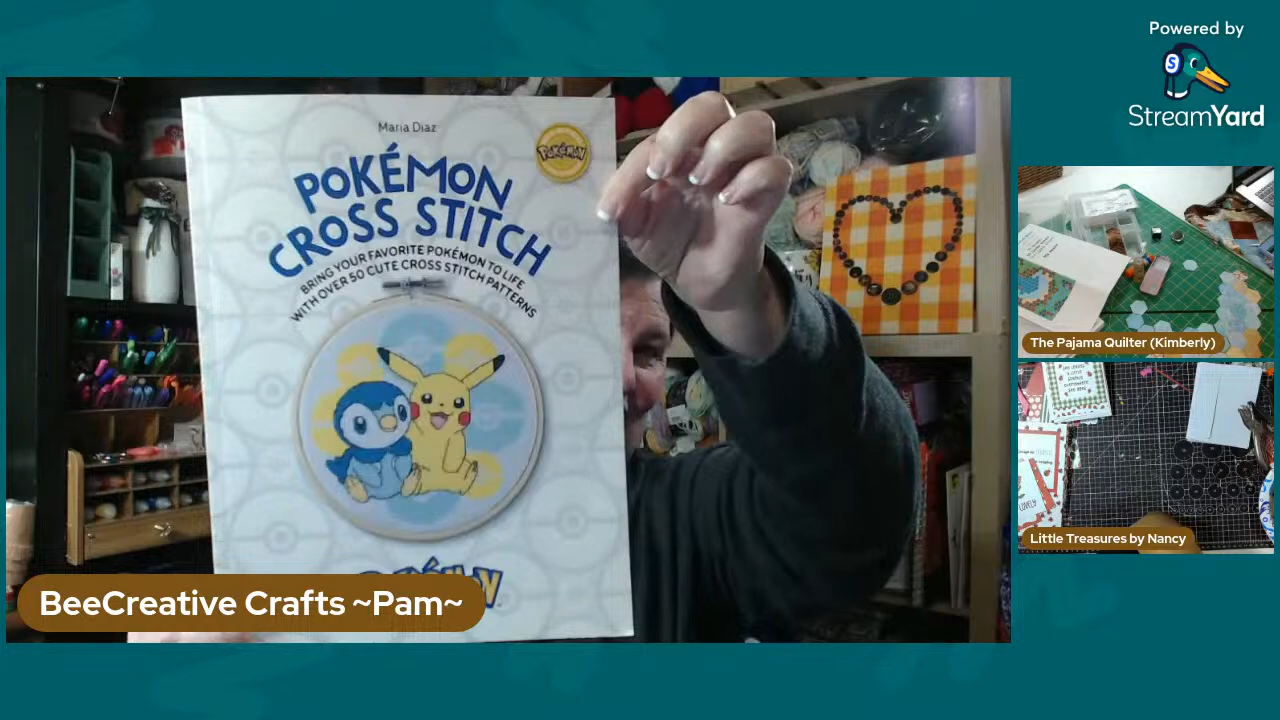 Powered by
StreamYard
Maria Diaz
POKÉMON
POKÉMON
CROSS STITCH
BRING YOUR FAVORITE POKÉMON TO LIFE
WITH OVER 50 CUTE CROSS STITCH PATTERNS
BeeCreative Crafts ~Pam~
The Pajama Quilter (Kimberly)
Little Treasures by Nancy